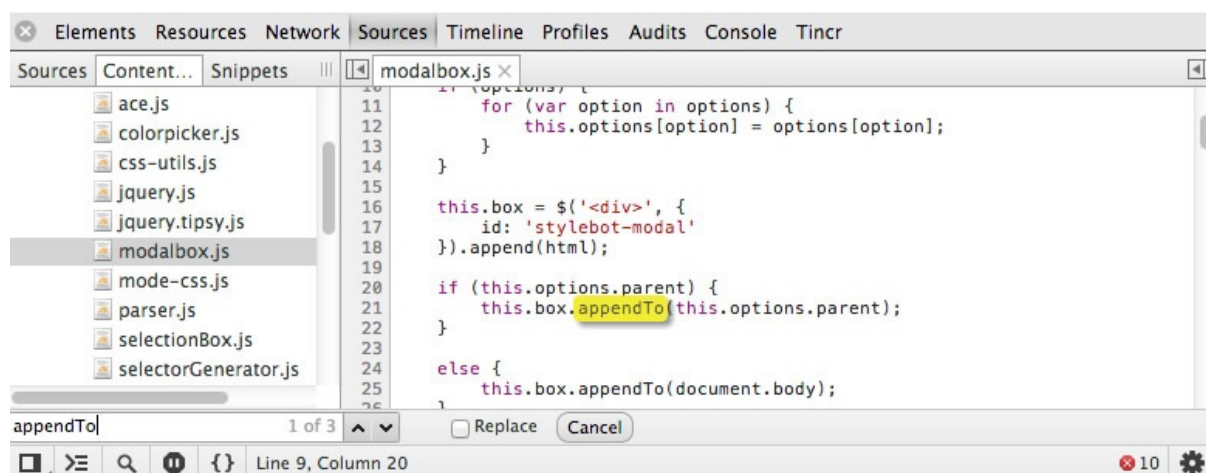 Elements Resources Network Sources Timeline Profiles Audits Console Tincr
Sources Content... Snippets
modalbox.js ×
ace.js
colorpicker.js
css-utils.js
jquery.js
jquery.tipsy.js
modalbox.js
mode-css.js
parser.js
selectionBox.js
selectorGenerator.js
10 if (options) {
11 for (var option in options) {
12 this.options[option] = options[option];
13 }
14 }
15
16 this.box = $('<div>', {
17 id: 'stylebot-modal'
18 }).append(html);
19
20 if (this.options.parent) {
21 this.box.appendTo(this.options.parent);
22 }
23
24 else {
25 this.box.appendTo(document.body);
26 }
appendTo 1 of 3 Replace Cancel
{} Line 9, Column 20 10